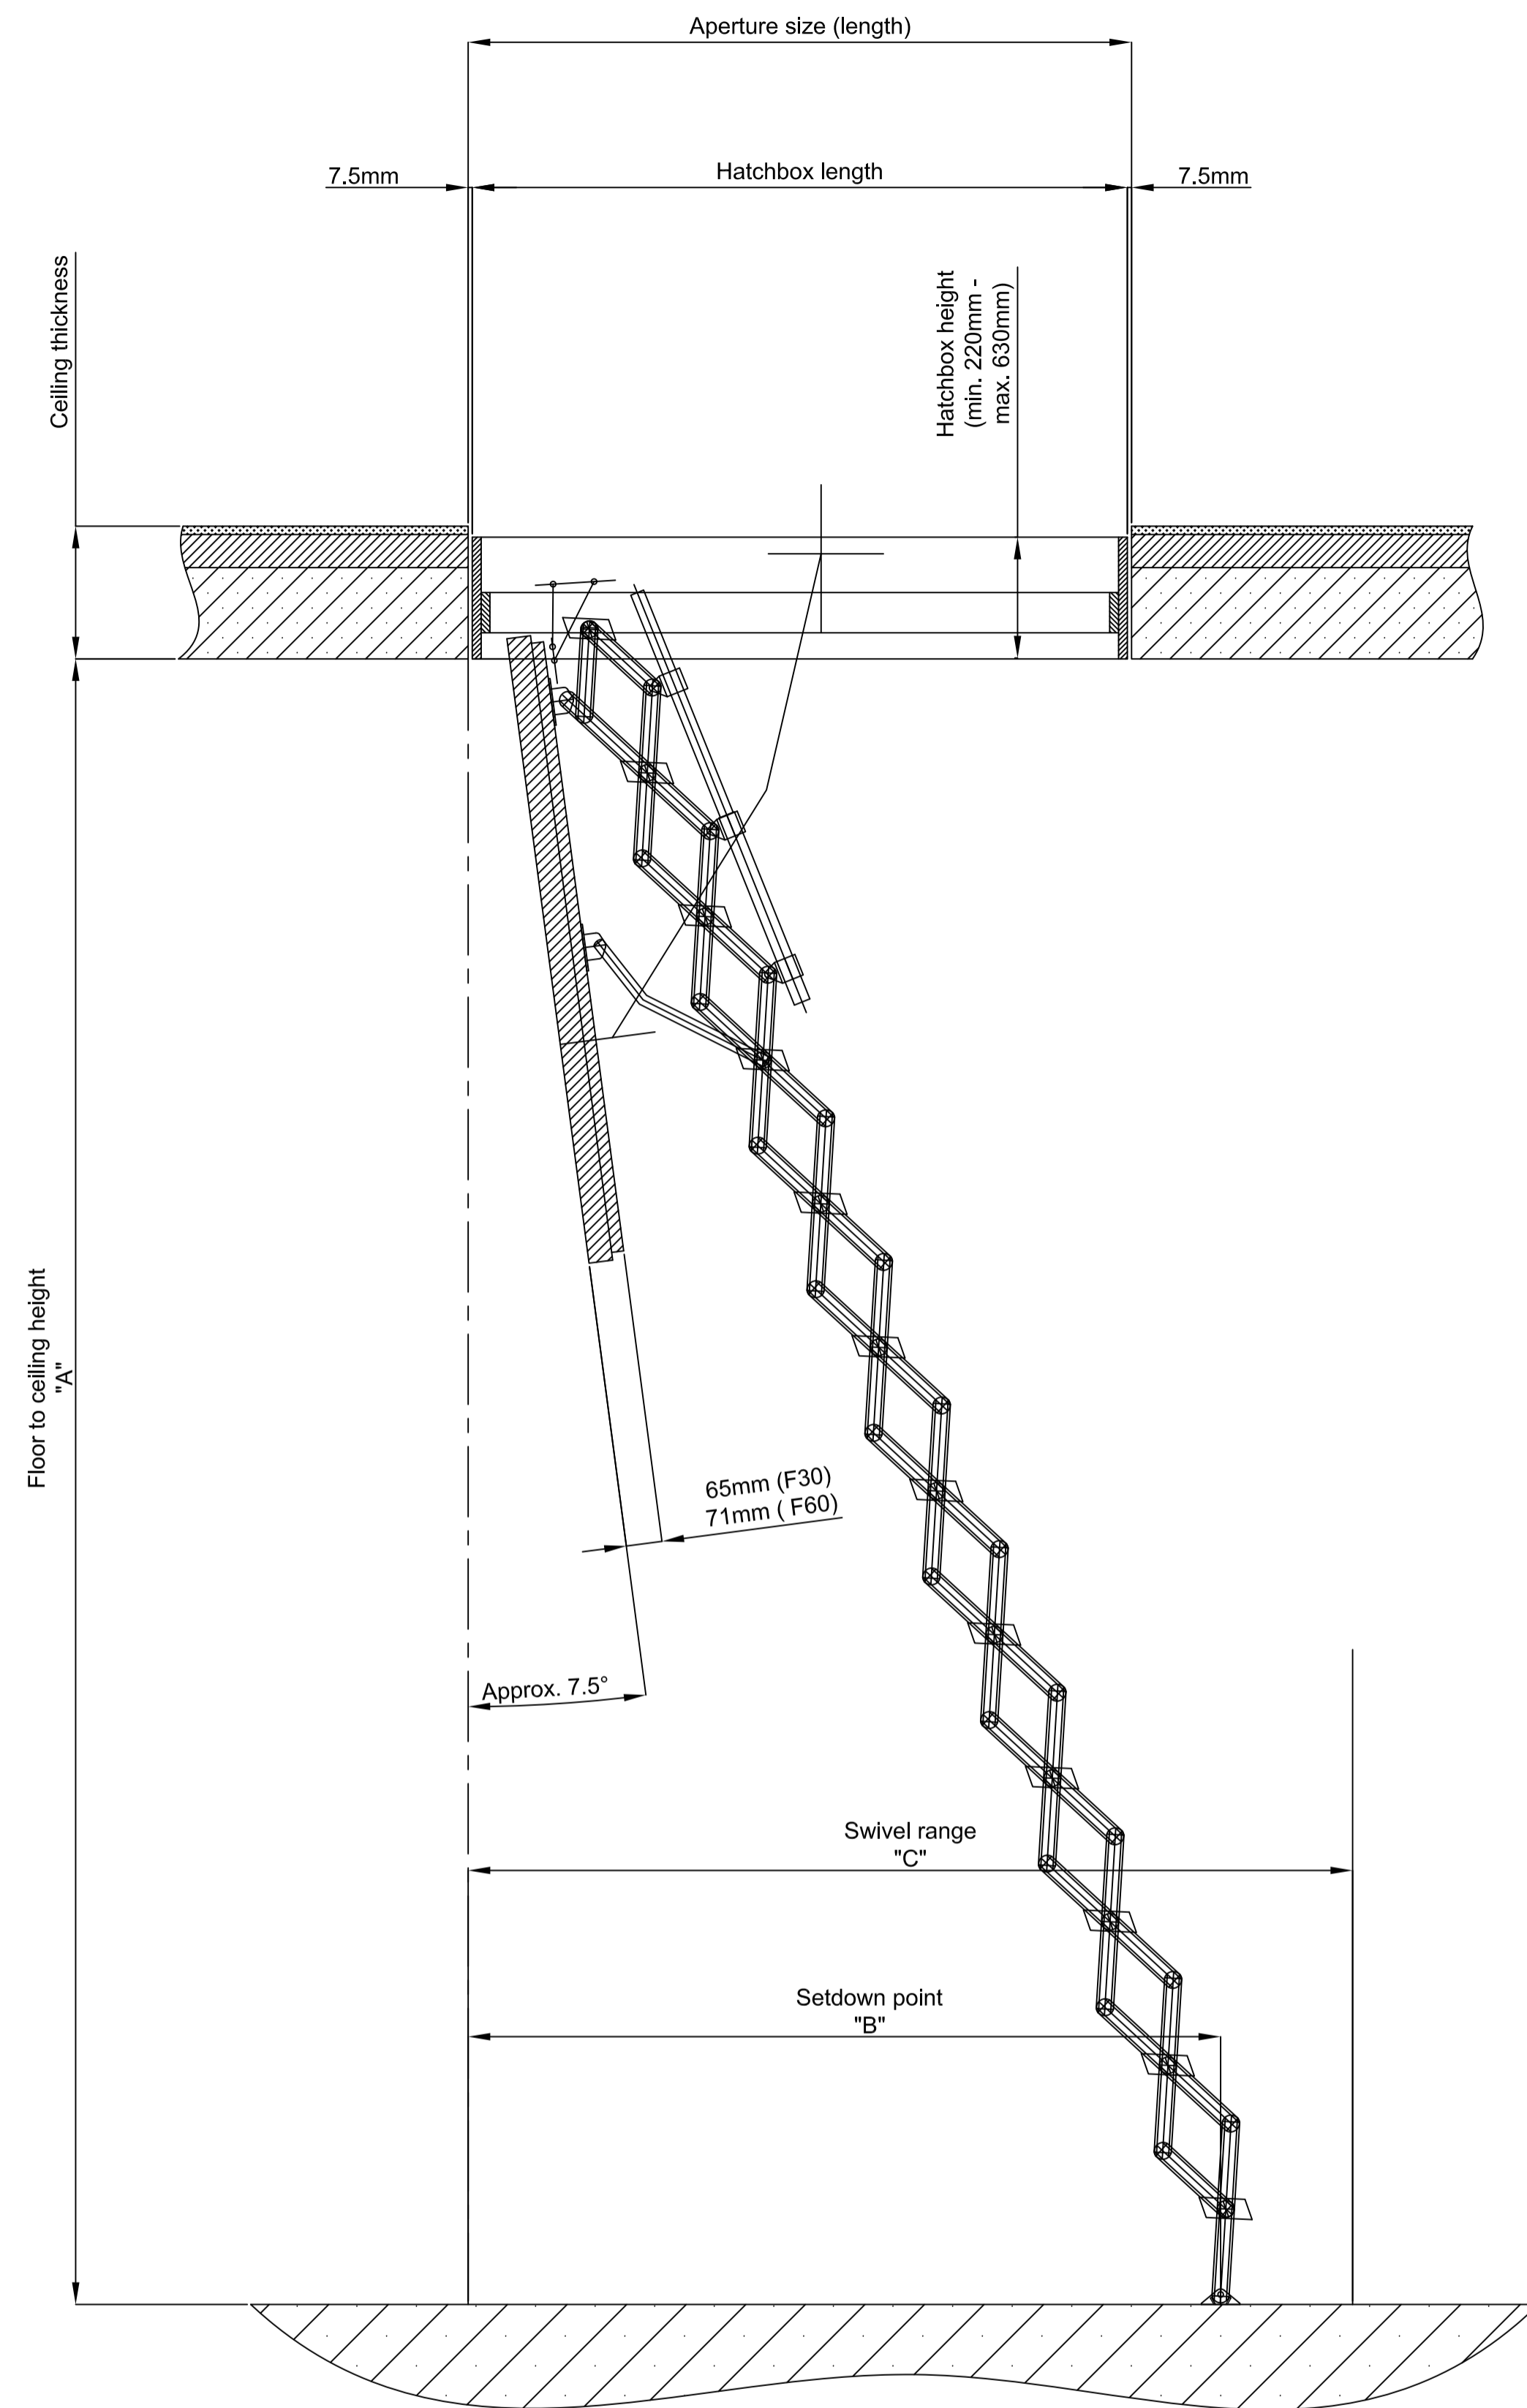 Aperture size (length)
7.5mm
Hatchbox length
7.5mm
Ceiling thickness
Hatchbox height
(min. 220mm -
max. 630mm)
Floor to ceiling height
"A"
65mm (F30)
71mm ( F60)
Approx. 7.5°
Swivel range
"C"
Setdown point
"B"